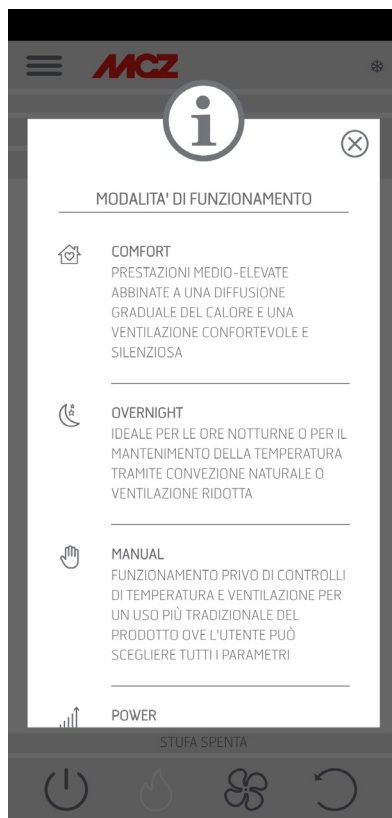 MCZ
MODALITA' DI FUNZIONAMENTO
COMFORT
PRESTAZIONI MEDIO-ELEVATE
ABBINATE A UNA DIFFUSIONE
GRADUALE DEL CALORE E UNA
VENTILAZIONE CONFORTEVOLE E
SILENZIOSA
OVERNIGHT
IDEALE PER LE ORE NOTTURNE O PER IL
MANTENIMENTO DELLA TEMPERATURA
TRAMITE CONVEZIONE NATURALE O
VENTILAZIONE RIDOTTA
MANUAL
FUNZIONAMENTO PRIVO DI CONTROLLI
DI TEMPERATURA E VENTILAZIONE PER
UN USO PIÙ TRADIZIONALE DEL
PRODOTTO OVE L'UTENTE PUÒ
SCEGLIERE TUTTI I PARAMETRI
POWER
STUFA SPENTA